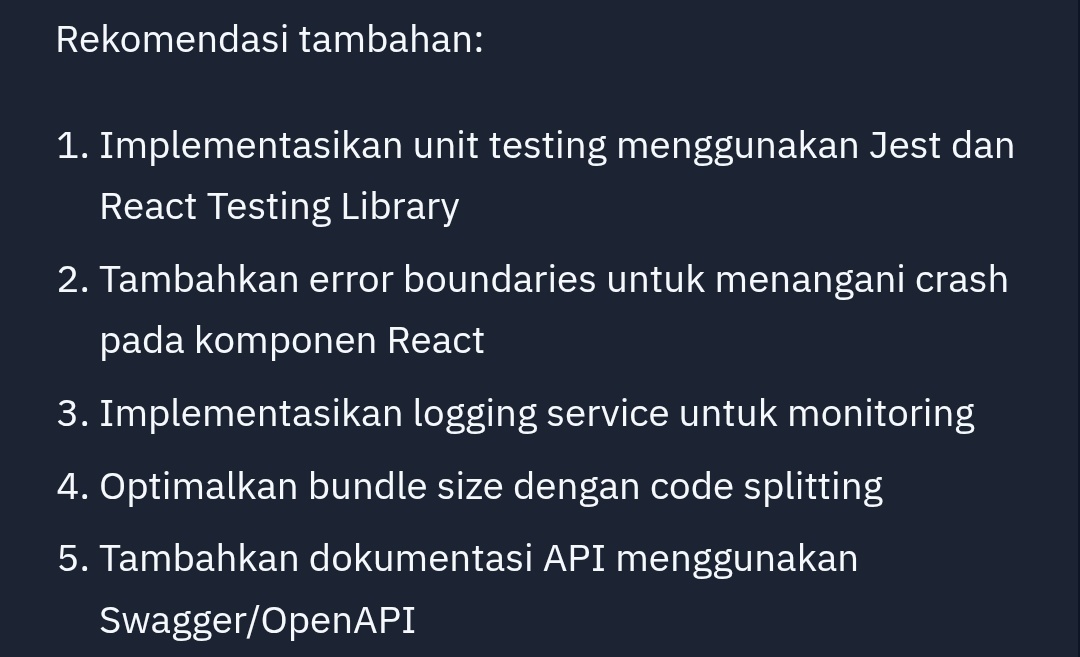 Rekomendasi tambahan:
1. Implementasikan unit testing menggunakan Jest dan
React Testing Library
2. Tambahkan error boundaries untuk menangani crash
pada komponen React
3. Implementasikan logging service untuk monitoring
4. Optimalkan bundle size dengan code splitting
5. Tambahkan dokumentasi API menggunakan
Swagger/OpenAPI